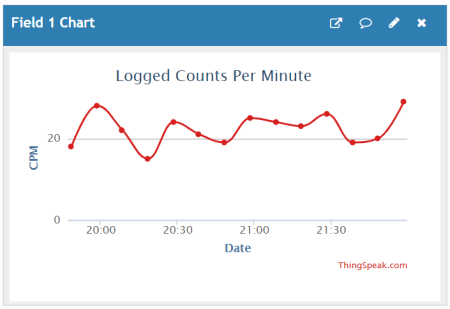 Field 1 Chart
Logged Counts Per Minute
CPM
20
0
20:00 20:30 21:00 21:30
Date
ThingSpeak.com